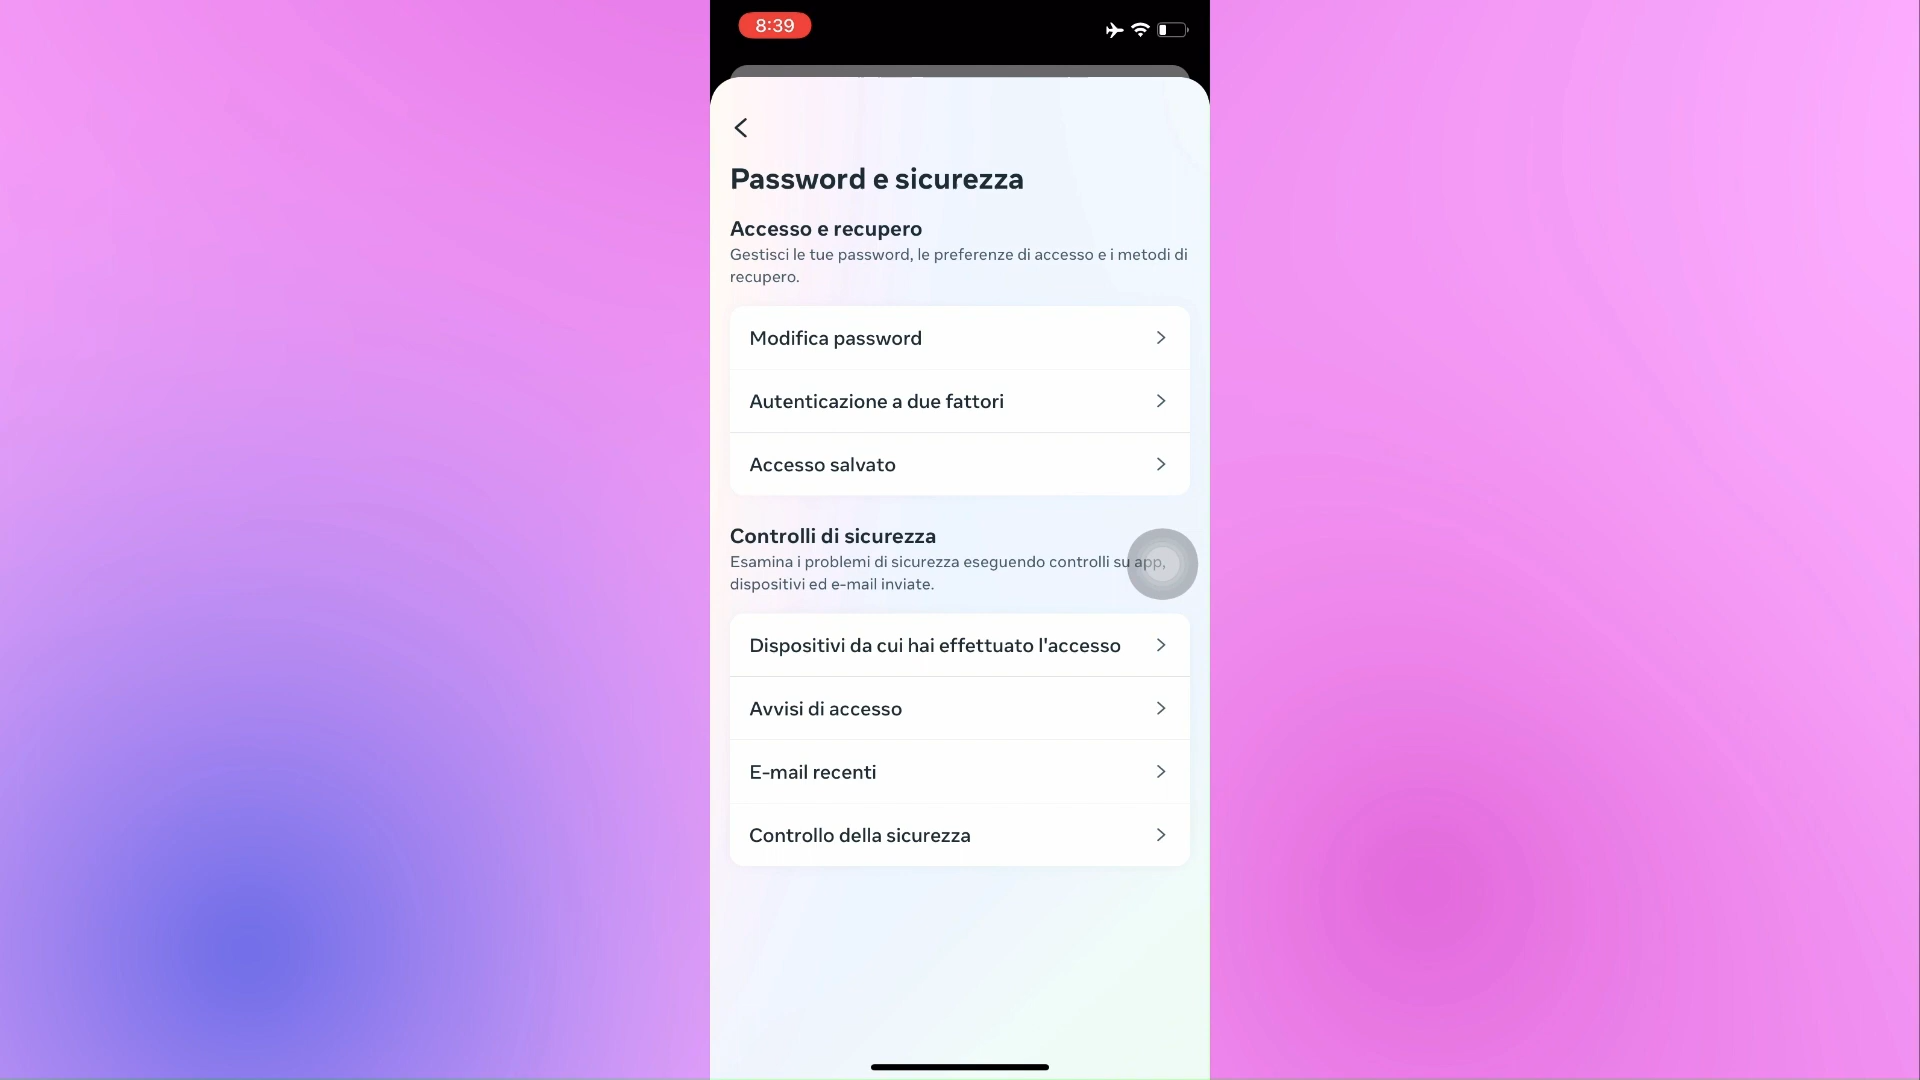 8:39
Password e sicurezza
Accesso e recupero
Gestisci le tue password, le preferenze di accesso e i metodi di
recupero.
Modifica password
Autenticazione a due fattori
Accesso salvato
Controlli di sicurezza
Esamina i problemi di sicurezza eseguendo controlli su app,
dispositivi ed e-mail inviate.
Dispositivi da cui hai effettuato l'accesso
Avvisi di accesso
E-mail recenti
Controllo della sicurezza